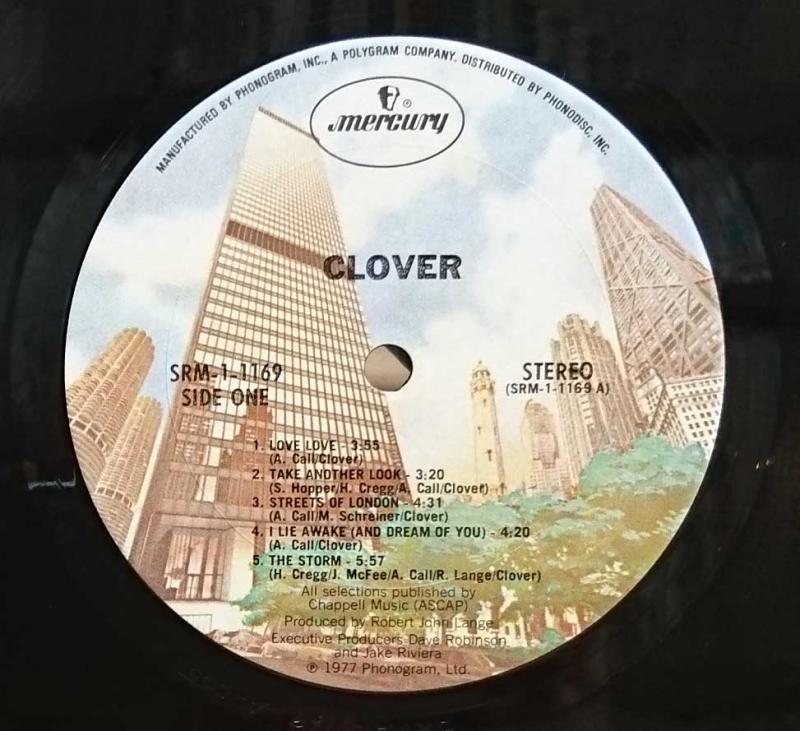 MANUFACTURED BY PHONOGRAM, INC., A POLYGRAM COMPANY. DISTRIBUTED BY PHONODISC, INC.
mercury ®
CLOVER
SRM-1-1169
SIDE ONE
STEREO
(SRM-1-1169 A)
1. LOVE LOVE - 3:55
(A. Call/Clover)
2. TAKE ANOTHER LOOK - 3:20
(S. Hopper/H. Cregg/A. Call/Clover)
3. STREETS OF LONDON - 4:31
(A. Call/M. Schreiner/Clover)
4. I LIE AWAKE (AND DREAM OF YOU) - 4:20
(A. Call/Clover)
5. THE STORM - 5:57
(H. Cregg/J. McFee/A. Call/R. Lange/Clover)
All selections published by
Chappell Music (ASCAP)
Produced by Robert John Lange
Executive Producers Dave Robinson
and Jake Riviera
℗ 1977 Phonogram, Ltd.